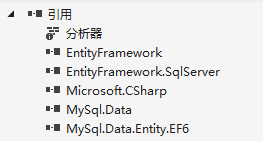 引用
分析器
EntityFramework
EntityFramework.SqlServer
Microsoft.CSharp
MySql.Data
MySql.Data.Entity.EF6